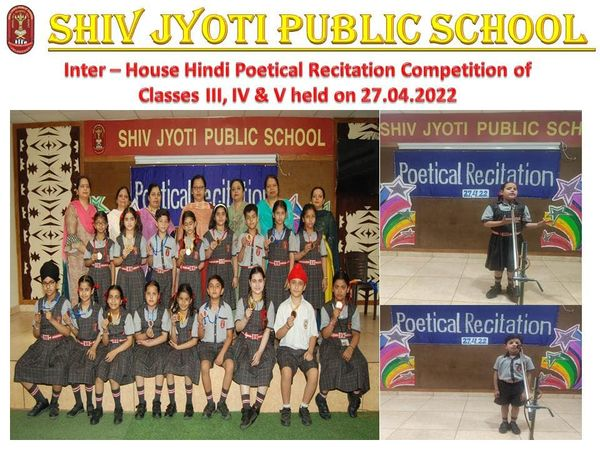 SHIV JYOTI PUBLIC SCHOOL
Inter – House Hindi Poetical Recitation Competition of
Classes III, IV & V held on 27.04.2022
SHIV JYOTI PUBLIC SCHOOL
Poetical Recitation
SHIV JYOTI PUBLIC SCH
Poetical Recitation
27.4.22
Poetical Recitation
27.4.22